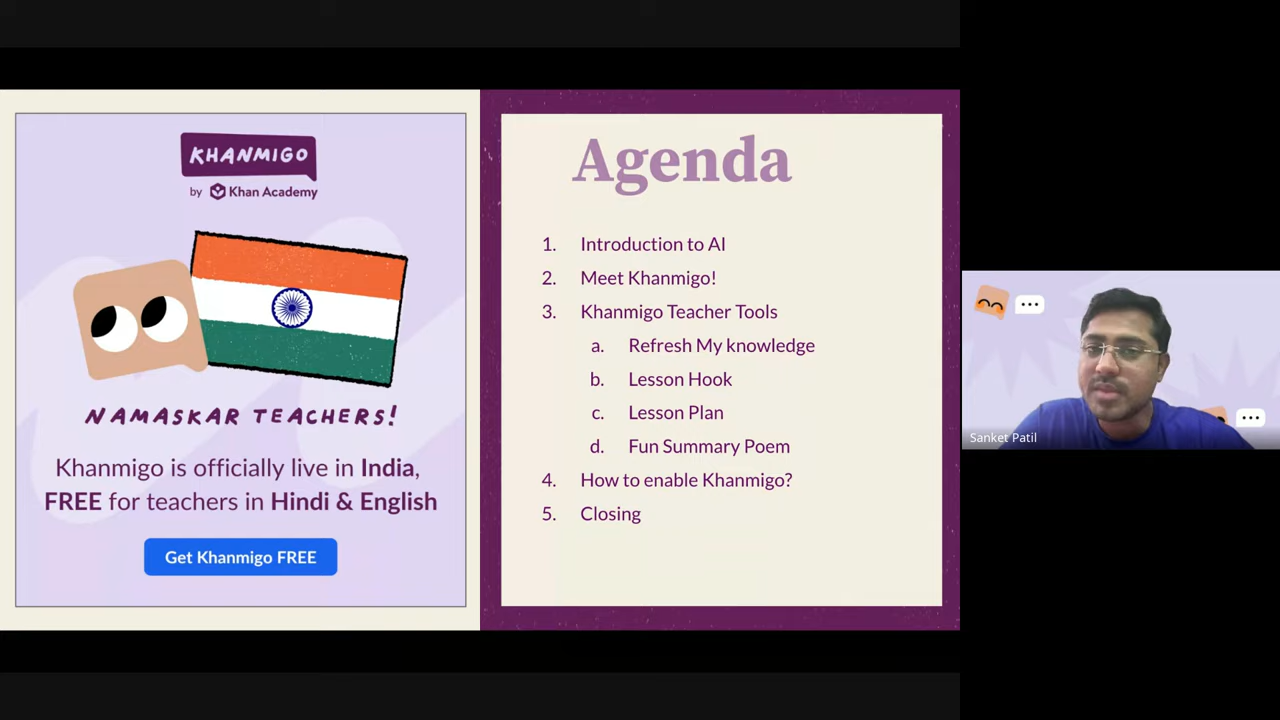 KHANMIGO
by Khan Academy
NAMASKAR TEACHERS!
Khanmigo is officially live in India,
FREE for teachers in Hindi & English
Get Khanmigo FREE
Agenda
1. Introduction to AI
2. Meet Khanmigo!
3. Khanmigo Teacher Tools
a. Refresh My knowledge
b. Lesson Hook
c. Lesson Plan
d. Fun Summary Poem
4. How to enable Khanmigo?
5. Closing
Sanket Patil